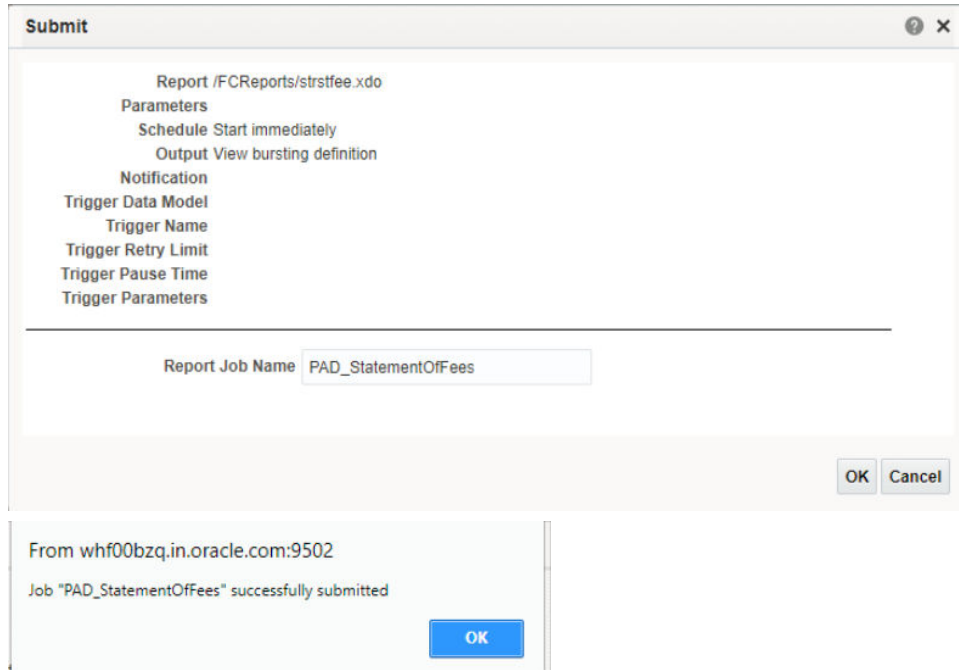 Submit
Report /FCReports/strstfee.xdo
Parameters
Schedule Start immediately
Output View bursting definition
Notification
Trigger Data Model
Trigger Name
Trigger Retry Limit
Trigger Pause Time
Trigger Parameters
Report Job Name PAD_StatementOfFees
OK Cancel
From whf00bzq.in.oracle.com:9502
Job "PAD_StatementOfFees" successfully submitted
OK